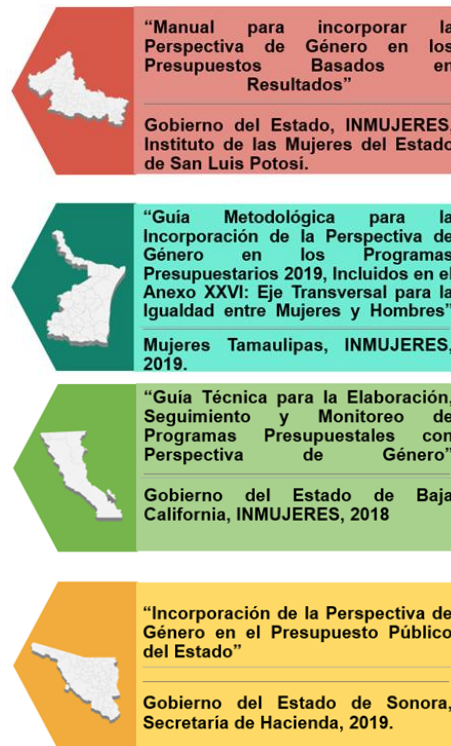 “Manual para incorporar la
Perspectiva de Género en los
Presupuestos Basados en
Resultados”
Gobierno del Estado, INMUJERES,
Instituto de las Mujeres del Estado
de San Luis Potosí.
“Guía Metodológica para la
Incorporación de la Perspectiva de
Género en los Programas
Presupuestarios 2019, Incluidos en el
Anexo XXVI: Eje Transversal para la
Igualdad entre Mujeres y Hombres”
Mujeres Tamaulipas, INMUJERES,
2019.
“Guía Técnica para la Elaboración,
Seguimiento y Monitoreo de
Programas Presupuestales con
Perspectiva de Género”
Gobierno del Estado de Baja
California, INMUJERES, 2018
“Incorporación de la Perspectiva de
Género en el Presupuesto Público
del Estado”
Gobierno del Estado de Sonora,
Secretaría de Hacienda, 2019.